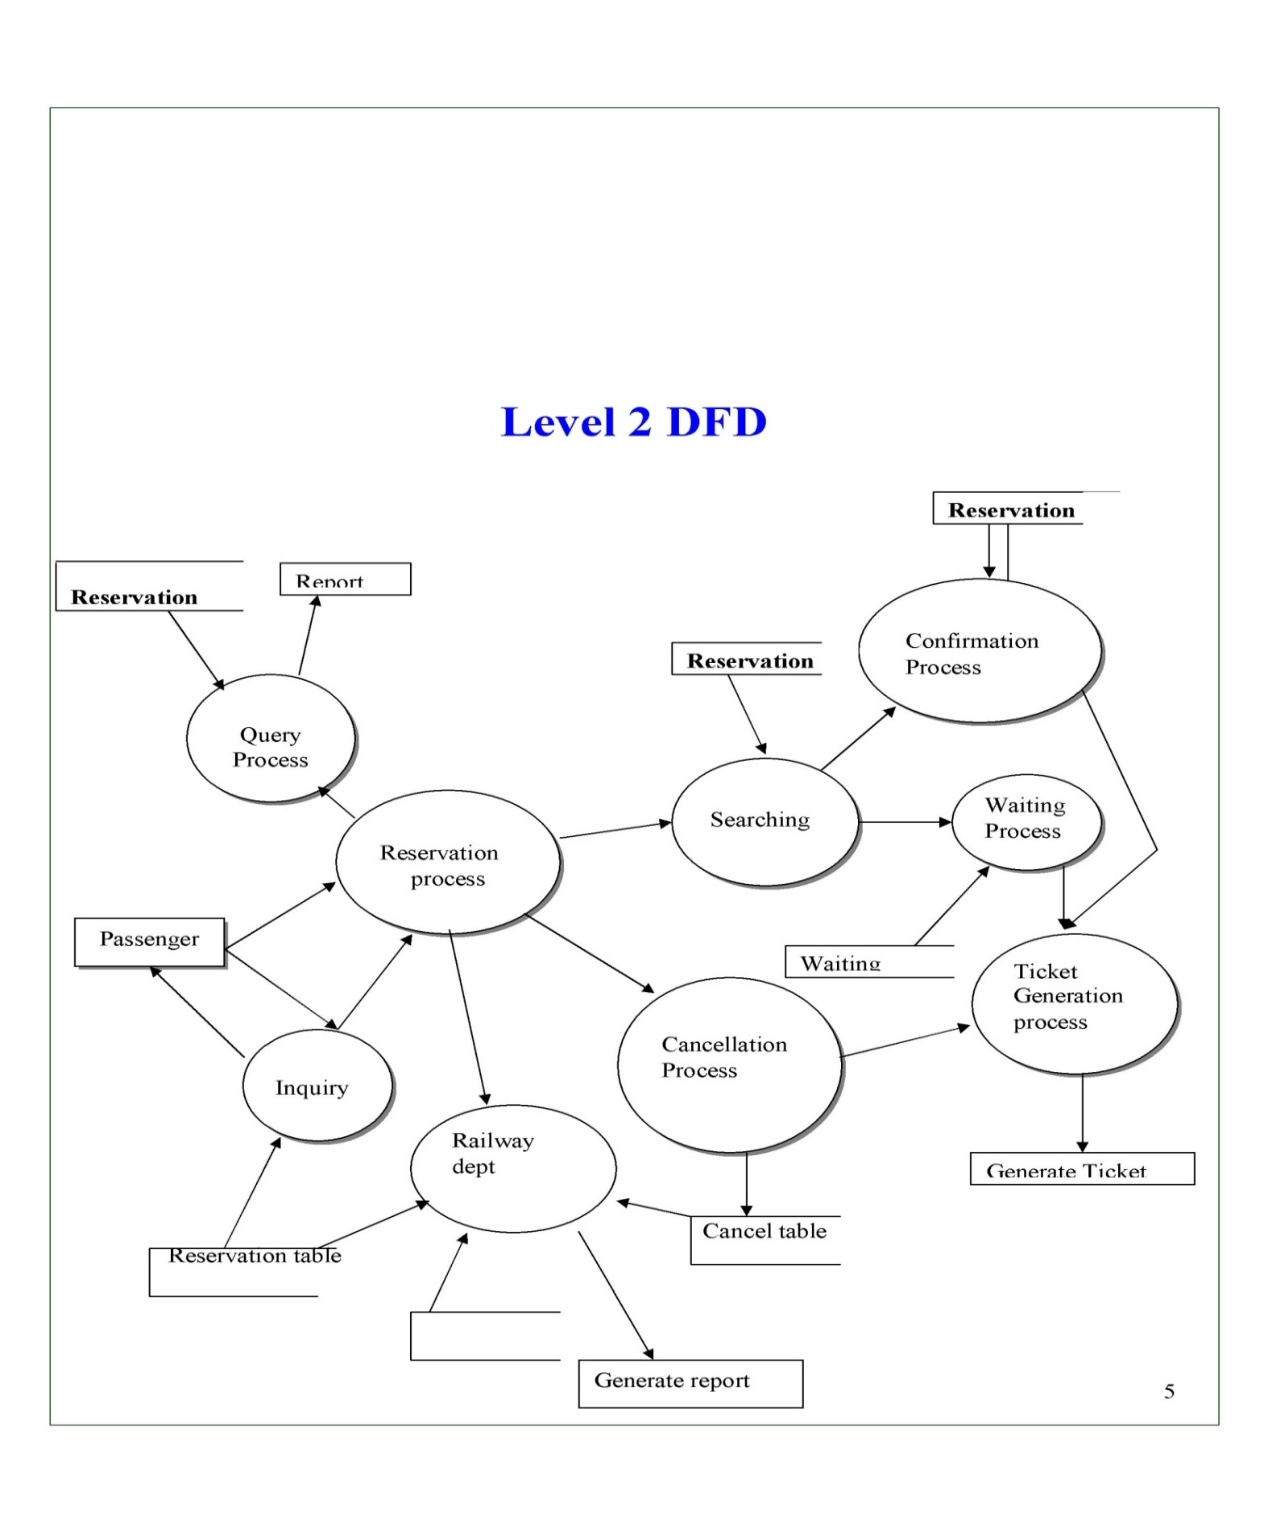 Level 2 DFD
Reservation
Report
Reservation
Confirmation
Process
Reservation
Query
Process
Searching
Waiting
Process
Reservation
process
Passenger
Waiting
Ticket
Generation
process
Cancellation
Process
Inquiry
Railway
dept
Generate Ticket
Cancel table
Reservation table
Generate report
5